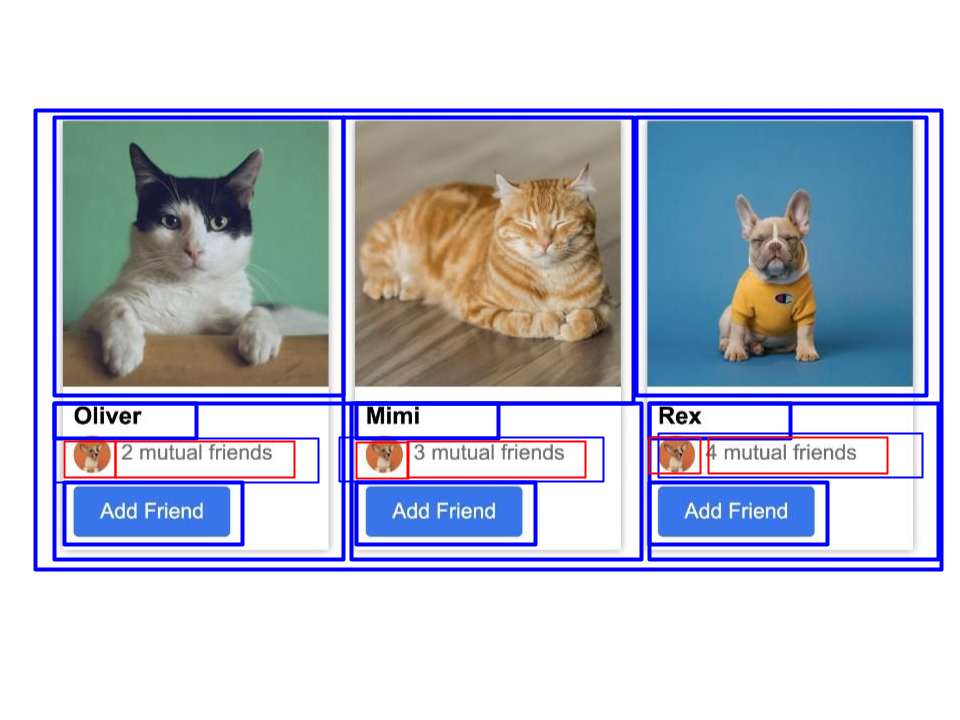 Oliver
2 mutual friends
Add Friend
Mimi
3 mutual friends
Add Friend
Rex
4 mutual friends
Add Friend